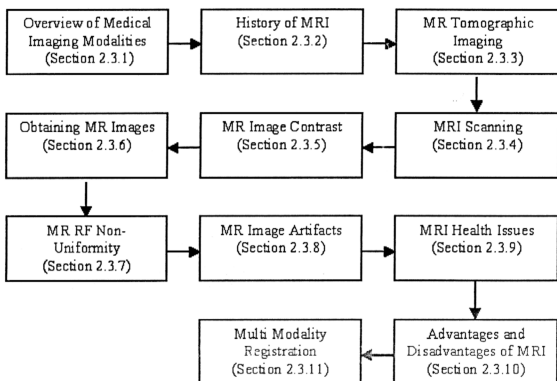 Overview of Medical
Imaging Modalities
(Section 2.3.1)
History of MRI
(Section 2.3.2)
MR Tomographic
Imaging
(Section 2.3.3)
MRI Scanning
(Section 2.3.4)
MR Image Contrast
(Section 2.3.5)
Obtaining MR Images
(Section 2.3.6)
MR RF Non-
Uniformity
(Section 2.3.7)
MR Image Artifacts
(Section 2.3.8)
MRI Health Issues
(Section 2.3.9)
Advantages and
Disadvantages of MRI
(Section 2.3.10)
Multi Modality
Registration
(Section 2.3.11)